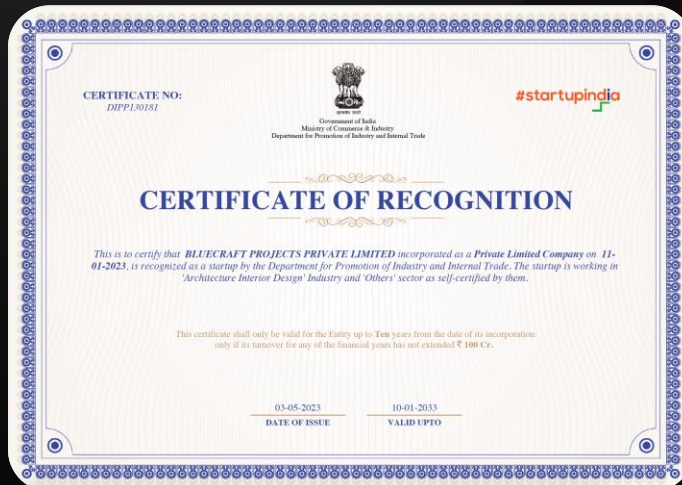 CERTIFICATE NO:
DIPP130181
सत्यमेव जयते
Government of India
Ministry of Commerce & Industry
Department for Promotion of Industry and Internal Trade
#startupindia
CERTIFICATE OF RECOGNITION
This is to certify that BLUECRAFT PROJECTS PRIVATE LIMITED incorporated as a Private Limited Company on 11-
01-2023, is recognized as a startup by the Department for Promotion of Industry and Internal Trade. The startup is working in
'Architecture Interior Design' Industry and 'Others' sector as self-certified by them.
This certificate shall only be valid for the Entity up to Ten years from the date of its incorporation
only if its turnover for any of the financial years has not extended ₹ 100 Cr.
03-05-2023
DATE OF ISSUE
10-01-2033
VALID UPTO